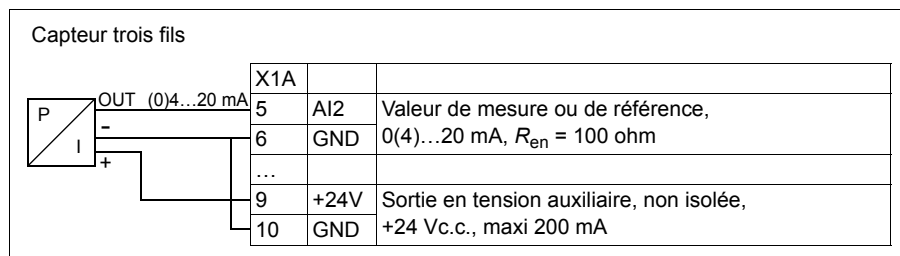 Capteur trois fils
X1A
OUT (0)4…20 mA 5 AI2 Valeur de mesure ou de référence,
P - 6 GND 0(4)…20 mA, Ren = 100 ohm
I
+ …
9 +24V Sortie en tension auxiliaire, non isolée,
10 GND +24 Vc.c., maxi 200 mA